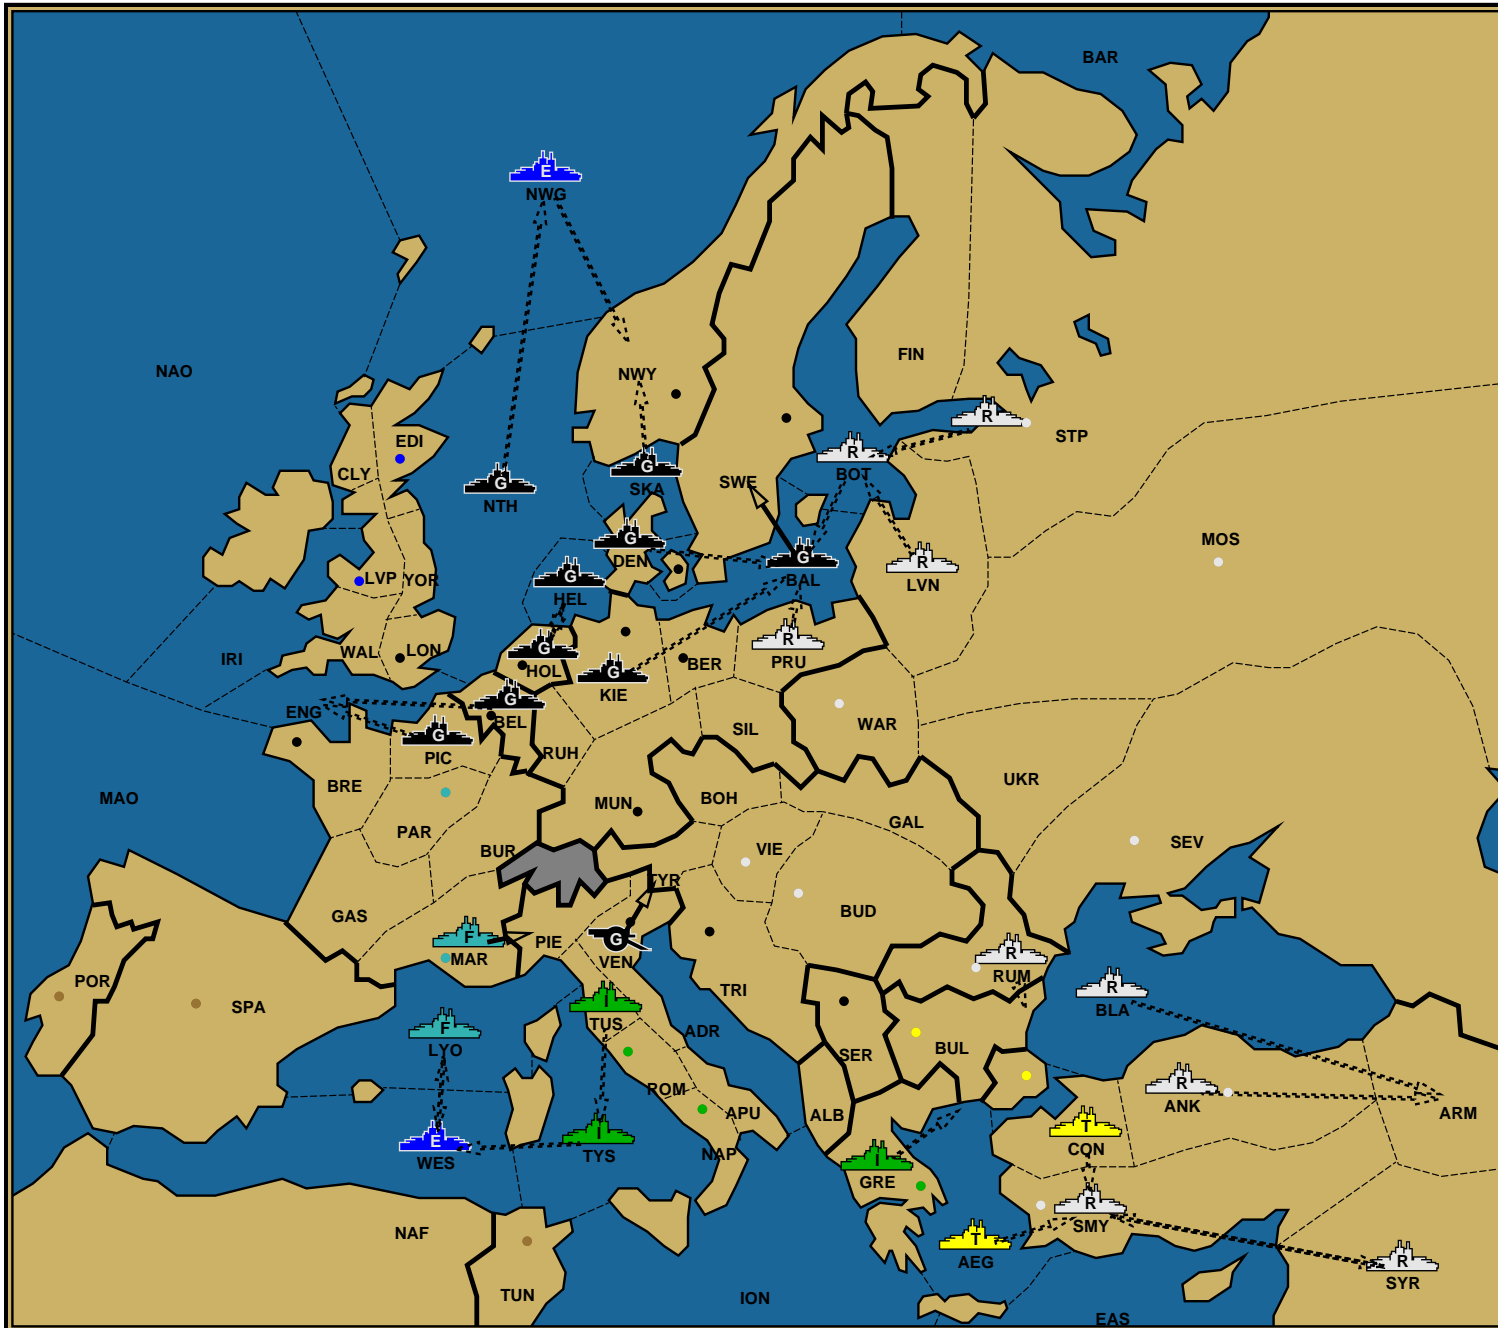 BAR
E
NWG
NAO
FIN
NWY
R
STP
EDI
R
BOT
CLY
G
SKA
SWE
G
NTH
MOS
G
DEN
G
BAL
R
LVN
G
HEL
LVP
YOR
R
PRU
IRI
WAL
LON
G
HOL
BER
G
KIE
ENG
G
BEL
WAR
G
PIC
SIL
RUH
UKR
BRE
MAO
MUN
BOH
GAL
PAR
SEV
BUR
VIE
TYR
GAS
BUD
F
MAR
PIE
G
VEN
R
RUM
POR
SPA
TRI
R
BLA
I
TUS
F
LYO
ADR
SER
BUL
ROM
R
ANK
ARM
ALB
APU
T
CON
E
WES
I
TYS
NAP
I
GRE
R
SMY
NAF
T
AEG
R
SYR
TUN
ION
EAS